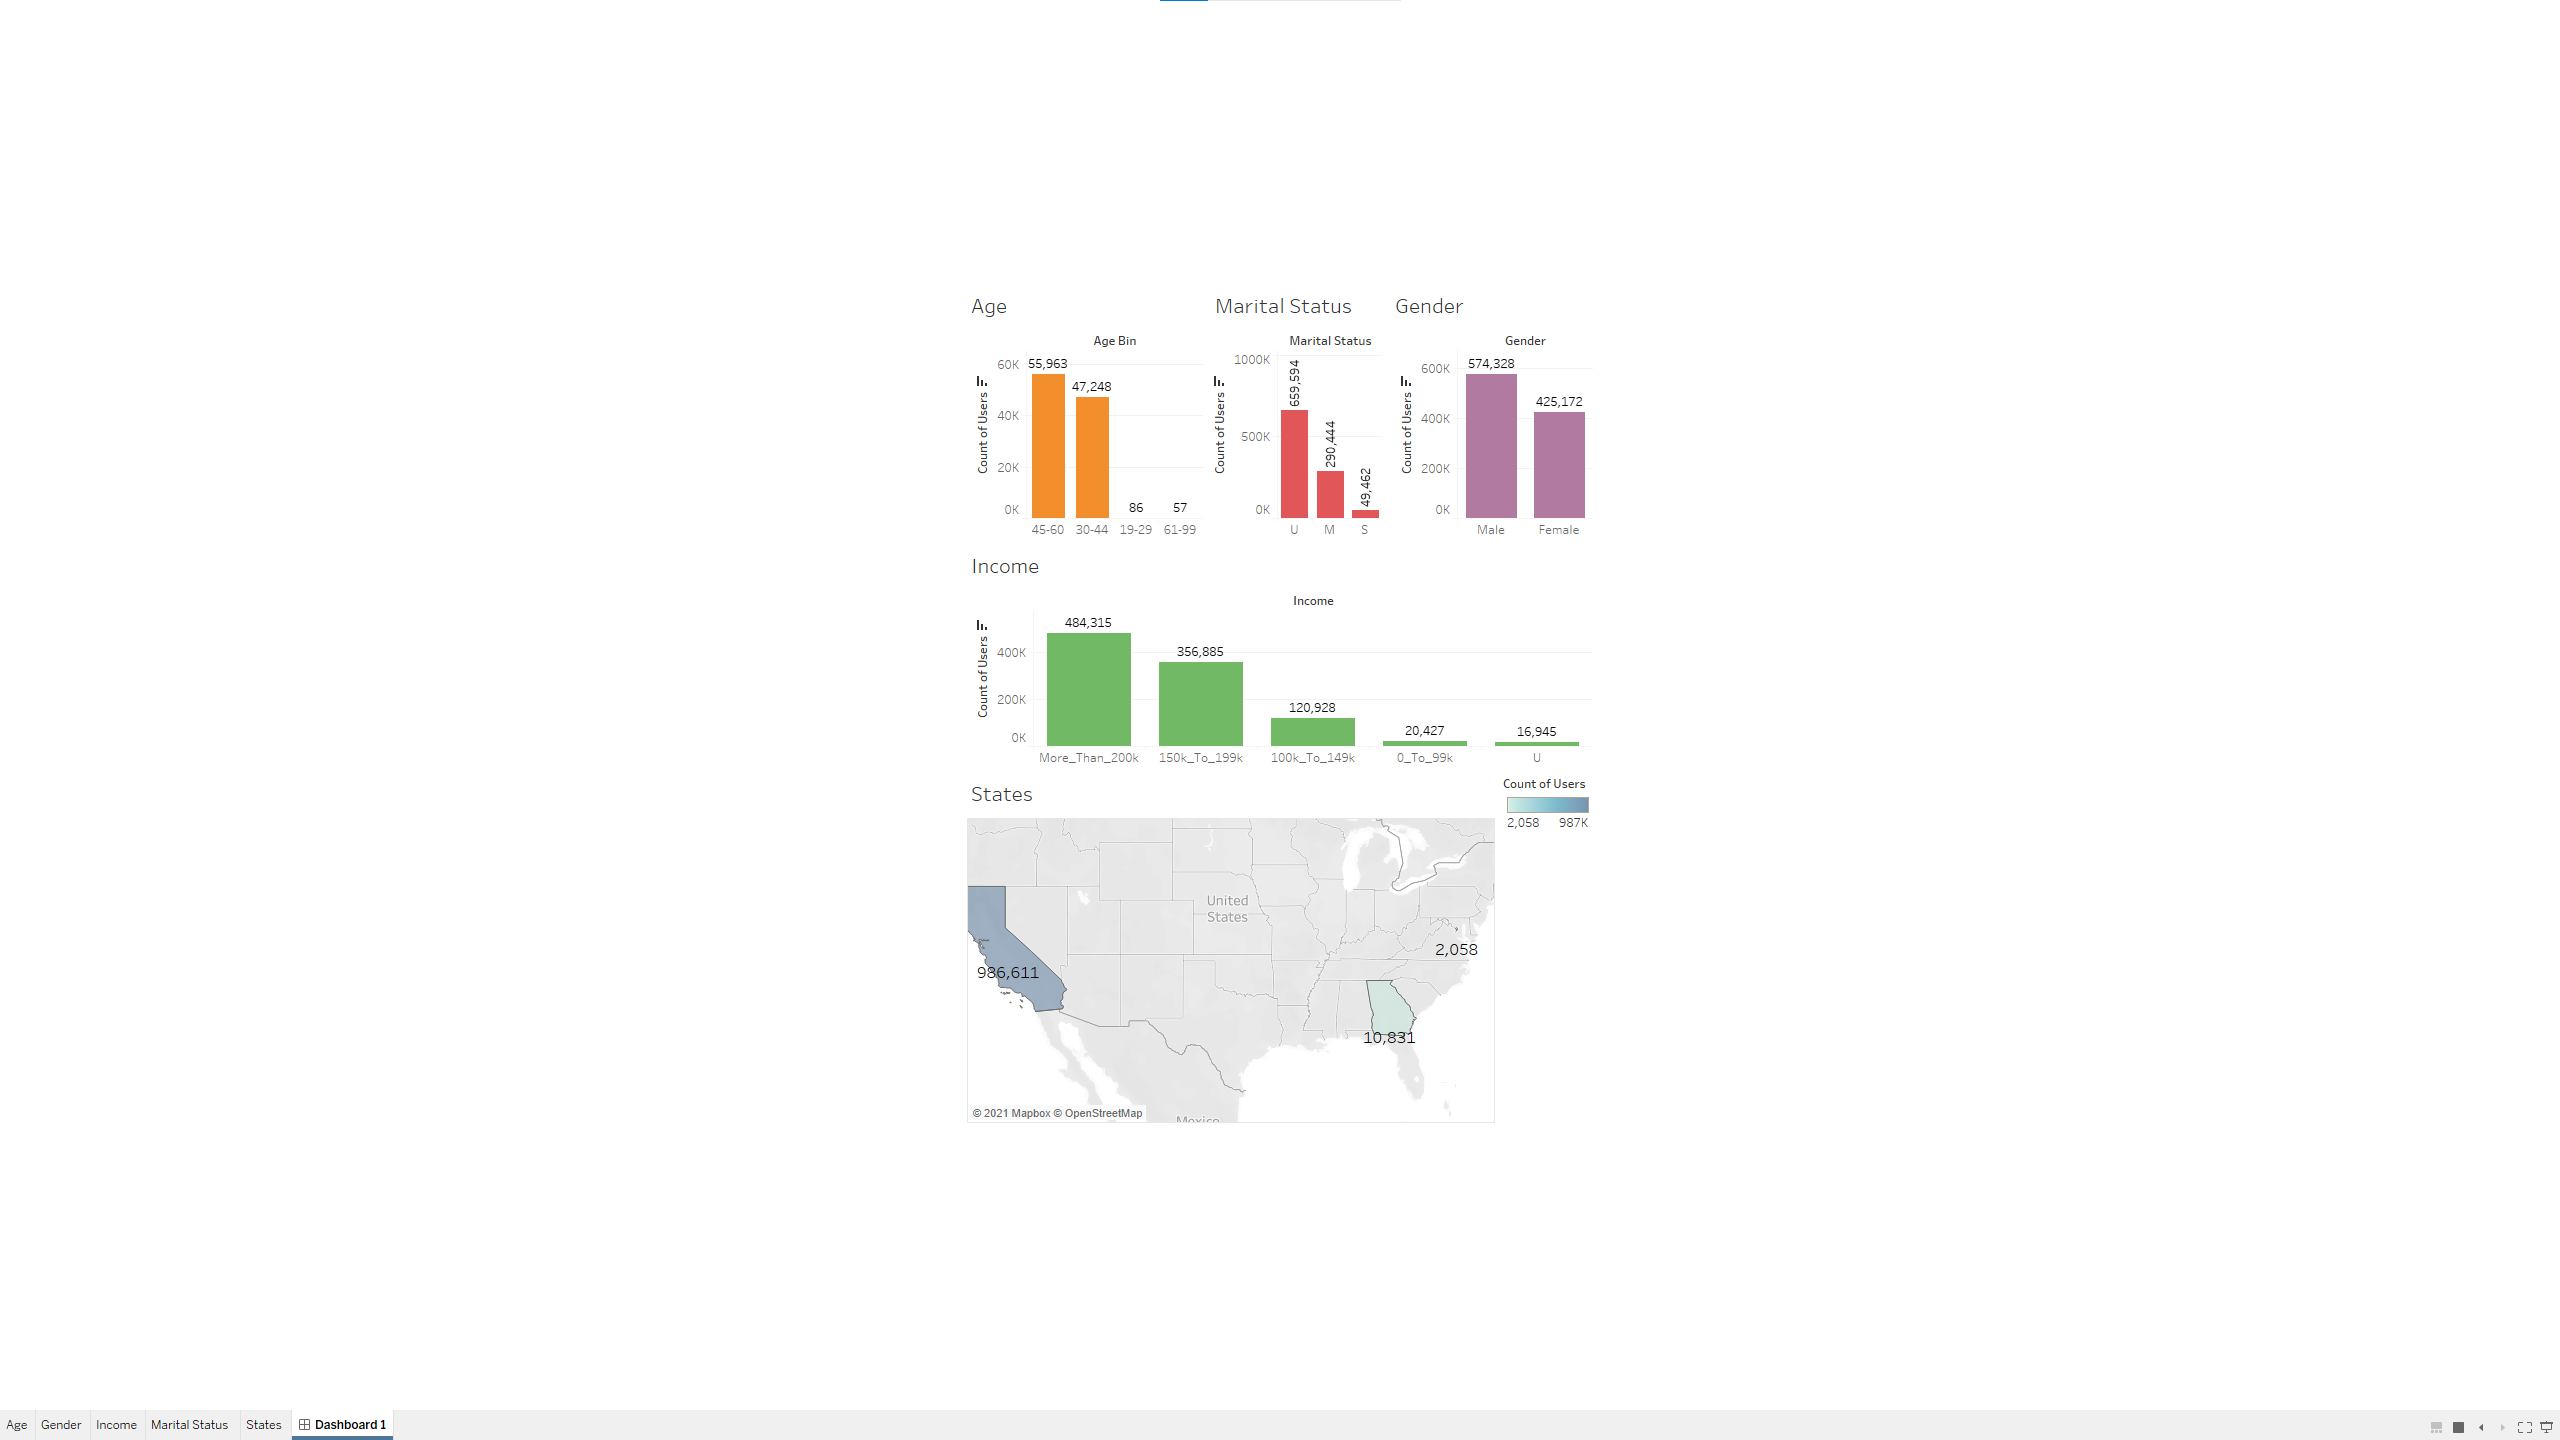 Age
Age Bin
Count of Users
60K
40K
20K
0K
55,963
47,248
86
57
45-60
30-44
19-29
61-99
Marital Status
Marital Status
Count of Users
1000K
500K
0K
659,594
290,444
49,462
U
M
S
Gender
Gender
Count of Users
600K
400K
200K
0K
574,328
425,172
Male
Female
Income
Income
Count of Users
400K
200K
0K
484,315
356,885
120,928
20,427
16,945
More_Than_200k
150k_To_199k
100k_To_149k
0_To_99k
U
States
Count of Users
2,058 987K
United
States
2,058
986,611
10,831
© 2021 Mapbox © OpenStreetMap
Mexico
Age Gender Income Marital Status States Dashboard 1